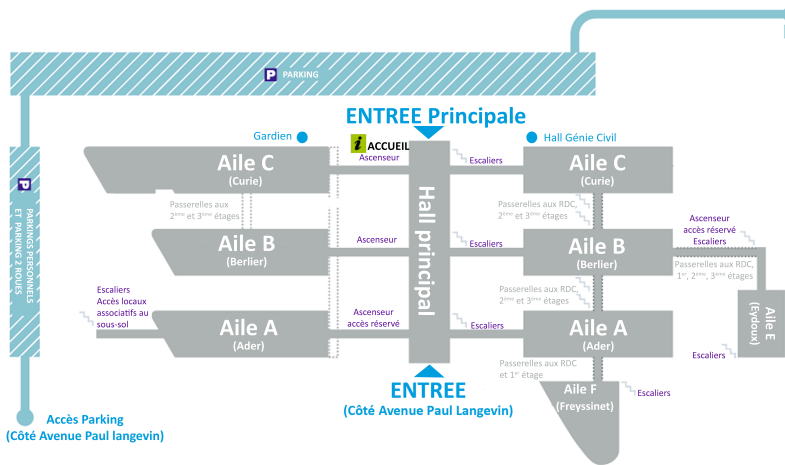 P PARKING
ENTREE Principale
Gardien
i ACCUEIL
Hall Génie Civil
Aile C
(Curie)
Ascenseur
Escaliers
Aile C
(Curie)
P
PARKINGS PERSONNELS
ET PARKING 2 ROUES
Passerelles aux
2ème et 3ème étages
Hall principal
Passerelles aux RDC,
2ème et 3ème étages
Aile B
(Berlier)
Ascenseur
Escaliers
Aile B
(Berlier)
Ascenseur
accès réservé
Escaliers
Passerelles aux RDC,
1er, 2ème, 3ème étages
Escaliers
Accès locaux
associatifs au
sous-sol
Passerelles aux RDC,
2ème et 3ème étages
Aile A
(Ader)
Ascenseur
accès réservé
Escaliers
Aile A
(Ader)
Aile E
(Eydoux)
Escaliers
Passerelles aux RDC
et 1er étage
ENTREE
(Côté Avenue Paul Langevin)
Aile F
(Freyssinet)
Escaliers
Accès Parking
(Côté Avenue Paul langevin)